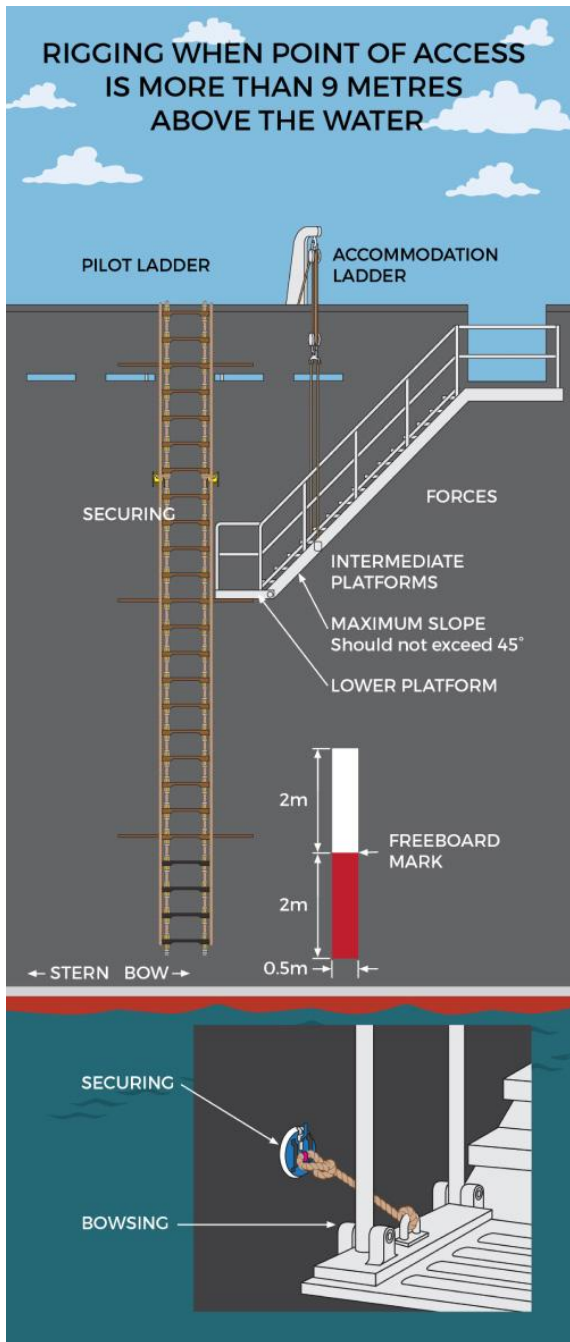 RIGGING WHEN POINT OF ACCESS
IS MORE THAN 9 METRES
ABOVE THE WATER
PILOT LADDER
ACCOMMODATION
LADDER
SECURING
FORCES
INTERMEDIATE
PLATFORMS
MAXIMUM SLOPE
Should not exceed 45°
LOWER PLATFORM
2m
FREEBOARD
MARK
2m
0.5m
STERN BOW
SECURING
BOWSING